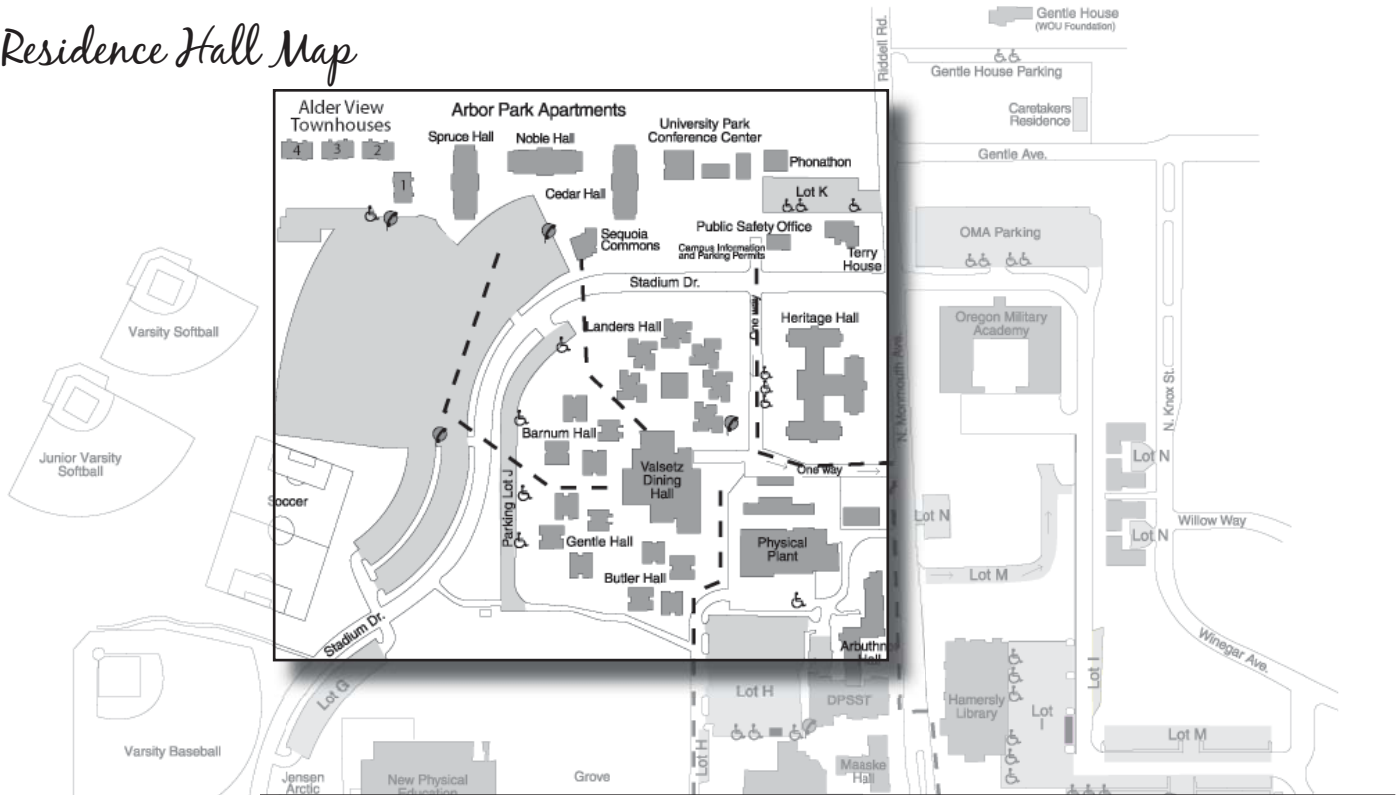 Residence Hall Map
Gentle House
(WOU Foundation)
Riddell Rd.
Gentle House Parking
Caretakers
Residence
Gentle Ave.
Alder View
Townhouses
4
3
2
1
Arbor Park Apartments
Spruce Hall
Noble Hall
Cedar Hall
University Park
Conference Center
Phonathon
Lot K
Sequoia
Commons
Public Safety Office
Campus Information
and Parking Permits
Terry
House
Stadium Dr.
OMA Parking
Varsity Softball
Landers Hall
One way
Heritage Hall
Oregon Military
Academy
N. Monmouth Ave.
N. Knox St.
Junior Varsity
Softball
Barnum Hall
Valsetz
Dining
Hall
One way
Lot N
Soccer
Parking Lot J
Lot N
Willow Way
Lot N
Gentle Hall
Physical
Plant
Lot M
Butler Hall
Stadium Dr.
Arbuthn
Hall
Winegar Ave.
Lot G
Lot H
DPSST
Hamersly
Library
Lot
I
Lot I
Lot M
Varsity Baseball
Lot H
Maaske
Hall
Jensen
Arctic
New Physical
Education
Grove